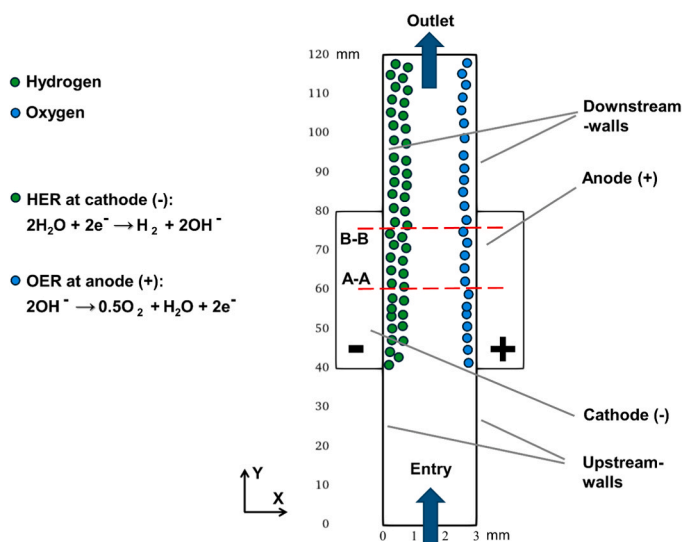 Outlet
120 mm
110
100
90
80
70
60
50
40
30
20
10
0
0 1 2 3 mm
Hydrogen
Oxygen
HER at cathode (-):
2H₂O + 2e⁻ → H₂ + 2OH⁻
OER at anode (+):
2OH⁻ → 0.5O₂ + H₂O + 2e⁻
B-B
A-A
-
+
Entry
Y
X
Downstream
-walls
Anode (+)
Cathode (-)
Upstream-
walls